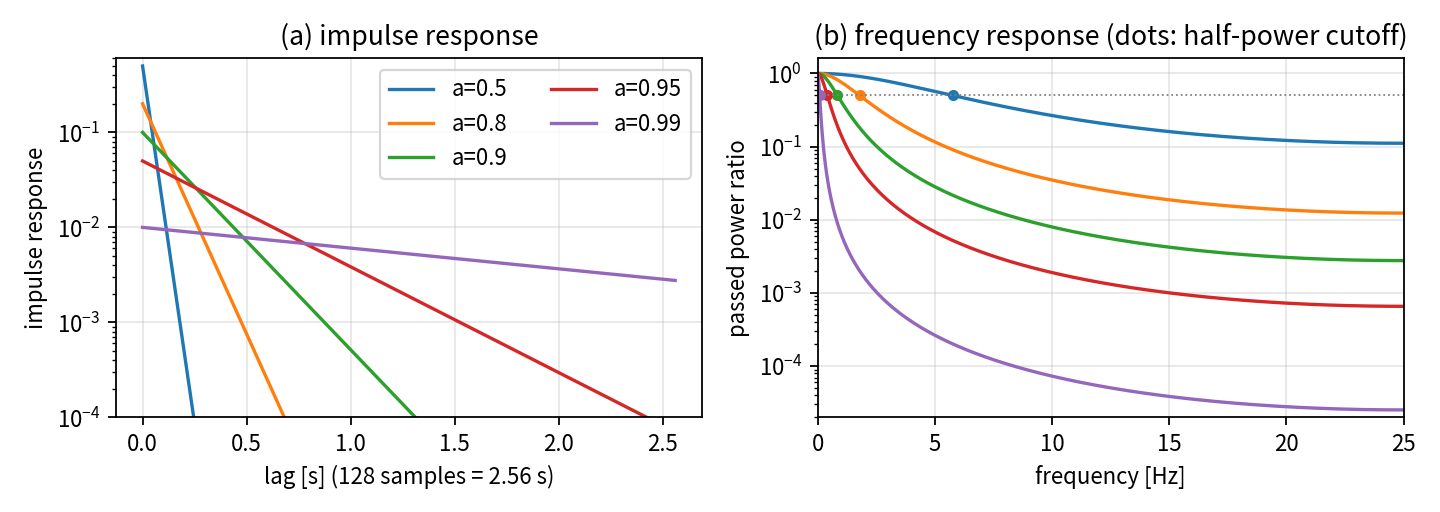 (a) impulse response
impulse response
10⁻¹
10⁻²
10⁻³
10⁻⁴
a=0.5
a=0.8
a=0.9
a=0.95
a=0.99
0.0 0.5 1.0 1.5 2.0 2.5
lag [s] (128 samples = 2.56 s)
(b) frequency response (dots: half-power cutoff)
passed power ratio
10⁰
10⁻¹
10⁻²
10⁻³
10⁻⁴
0 5 10 15 20 25
frequency [Hz]